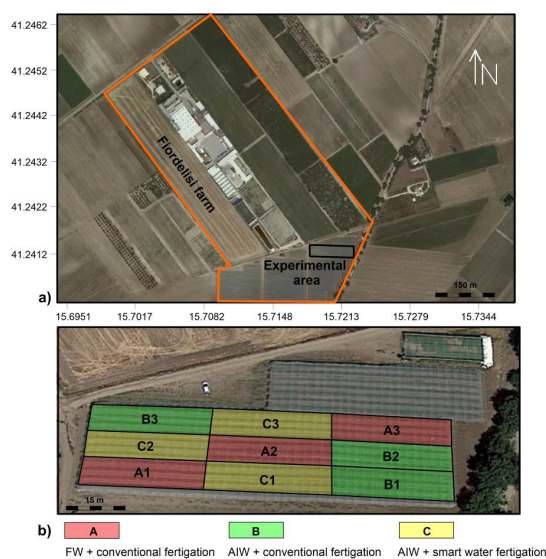 41.2462
41.2452
41.2442
41.2432
41.2422
41.2412
N
Fiordelisi farm
Experimental
area
150 m
a)
15.6951 15.7017 15.7082 15.7148 15.7213 15.7279 15.7344
B3 C3 A3
C2 A2 B2
A1 C1 B1
15 m
b)
A B C
FW + conventional fertigation AIW + conventional fertigation AIW + smart water fertigation